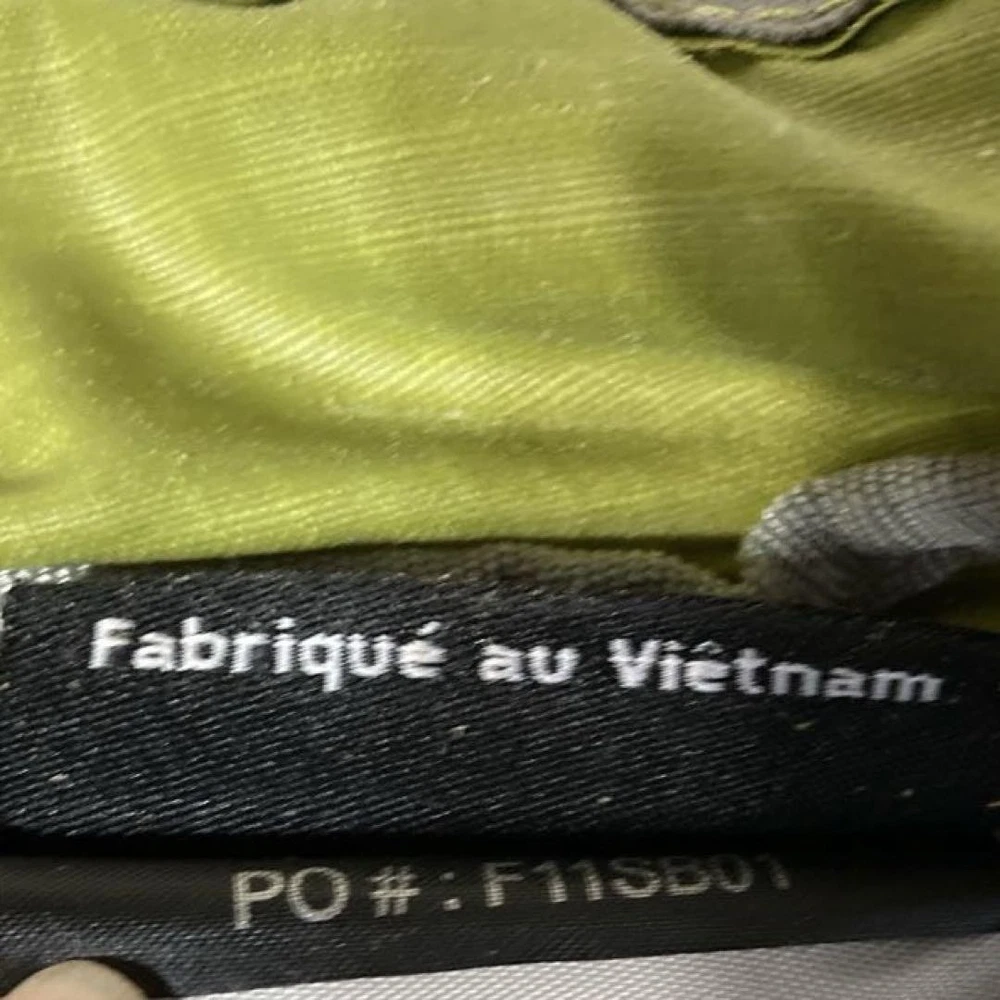 Fabriqué au Viêtnam
PO # : F11SB01